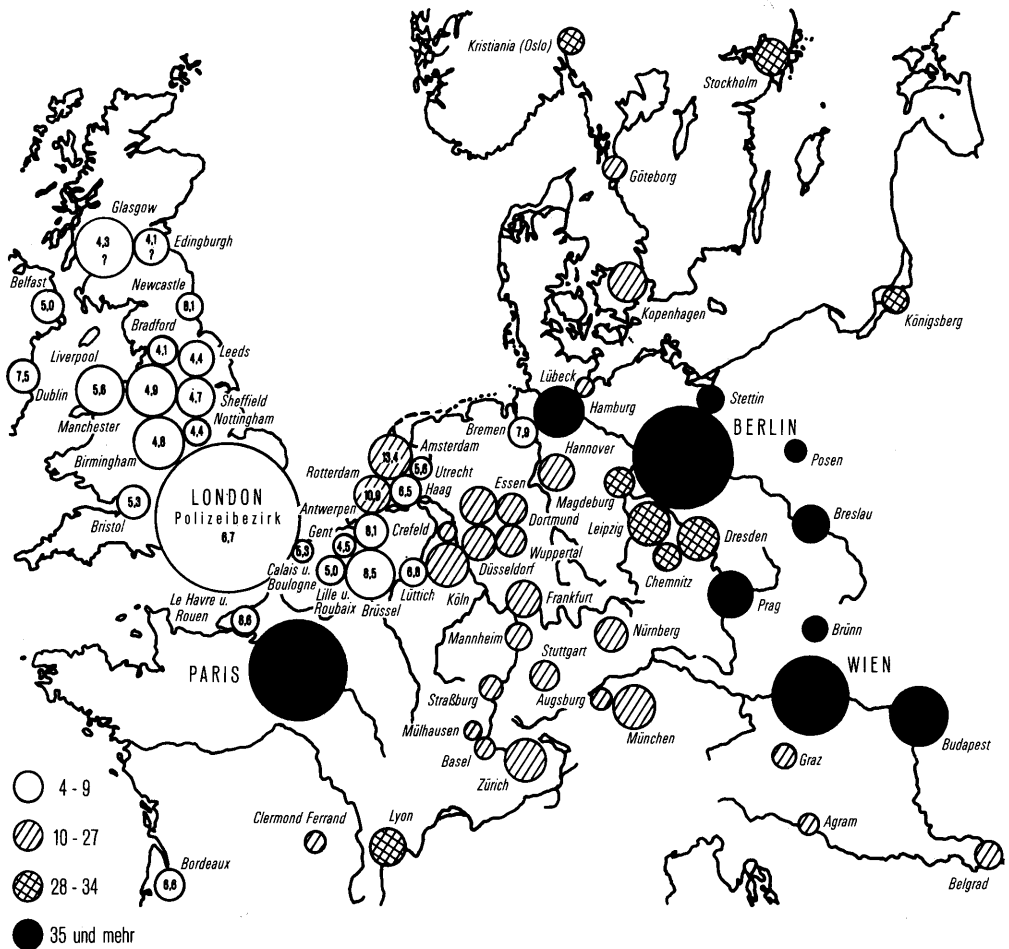 Kristiania (Oslo)
Stockholm
Göteborg
Glasgow
4,3
?
4,1
?
Edingburgh
Belfast
5,0
Newcastle
6,1
Kopenhagen
Königsberg
Bradford
4,1
Leeds
4,4
Liverpool
7,5
Dublin
5,6
4,9
4,7
Sheffield
Manchester
Nottingham
4,4
4,8
Birmingham
Lübeck
Hamburg
Stettin
Bremen
7,9
BERLIN
Hannover
Posen
Amsterdam
13,4
5,6
Utrecht
Rotterdam
Haag
10,9
6,5
Essen
Magdeburg
LONDON
Polizeibezirk
6,7
5,3
Bristol
Antwerpen
6,1
Crefeld
Dortmund
Leipzig
Dresden
Breslau
Gent
4,5
5,3
Wuppertal
Calais u.
Boulogne
5,0
Lille u.
Roubaix
6,5
Brüssel
6,8
Lüttich
Düsseldorf
Köln
Chemnitz
Prag
Le Havre u.
Rouen
8,6
Frankfurt
Mannheim
Nürnberg
Brünn
PARIS
Stuttgart
WIEN
Straßburg
Augsburg
Mülhausen
München
Budapest
Basel
Graz
Zürich
4 - 9
Clermond Ferrand
Lyon
Agram
10 - 27
Bordeaux
6,6
Belgrad
28 - 34
35 und mehr